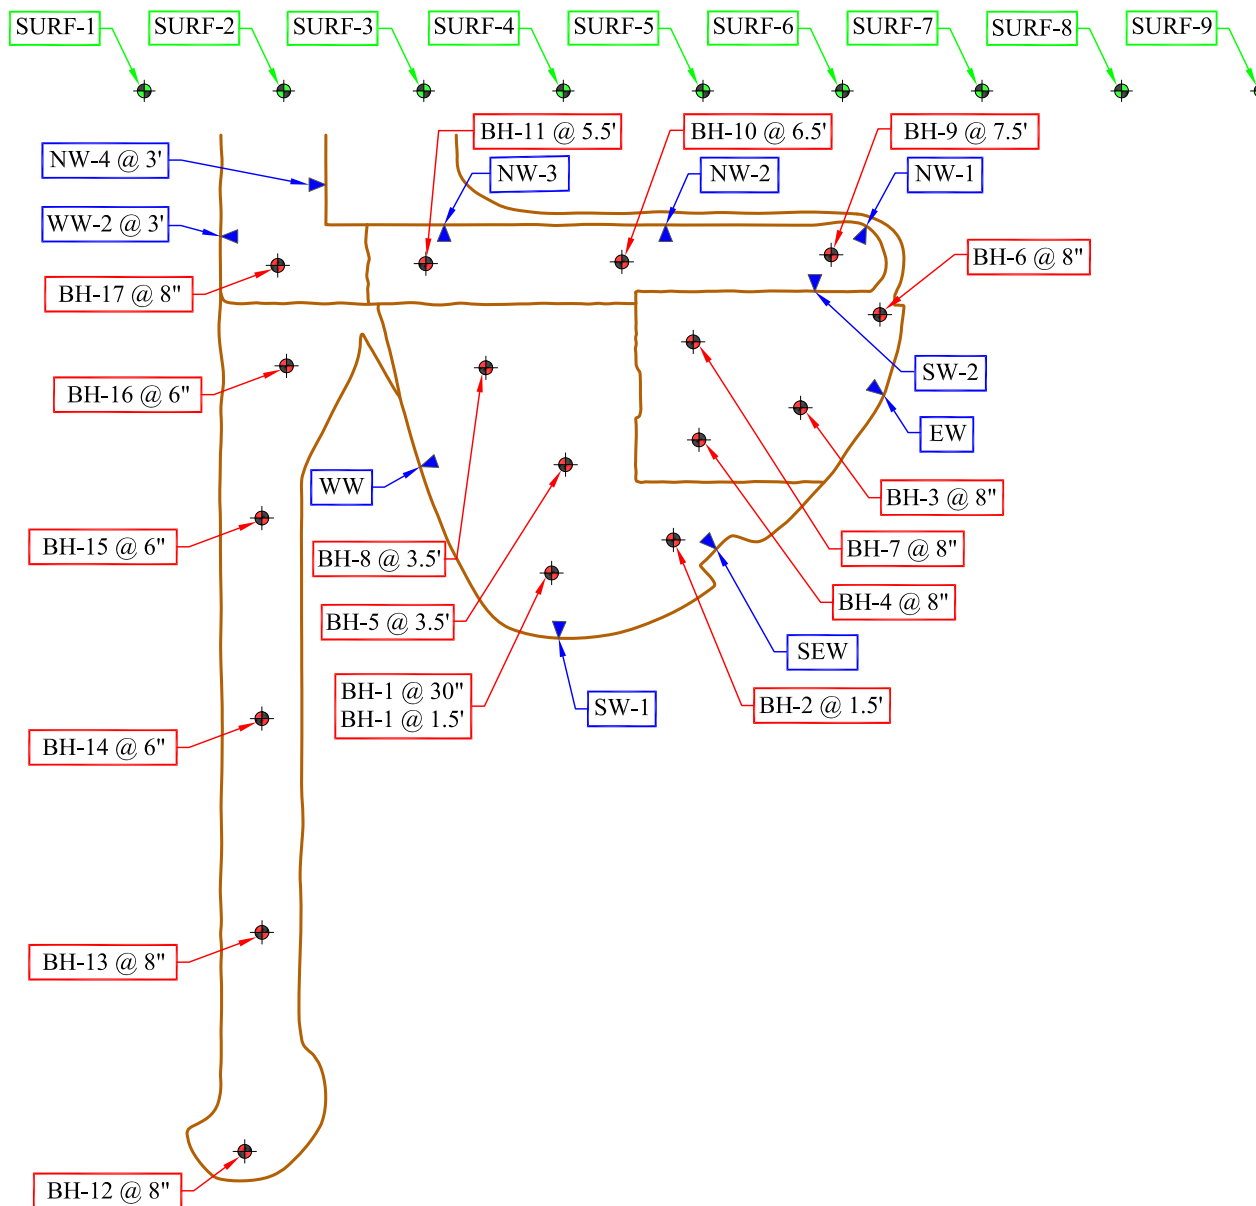 SURF-1
SURF-2
SURF-3
SURF-4
SURF-5
SURF-6
SURF-7
SURF-8
SURF-9
BH-11 @ 5.5'
BH-10 @ 6.5'
BH-9 @ 7.5'
NW-4 @ 3'
NW-3
NW-2
NW-1
WW-2 @ 3'
BH-6 @ 8"
BH-17 @ 8"
SW-2
BH-16 @ 6"
EW
WW
BH-3 @ 8"
BH-15 @ 6"
BH-7 @ 8"
BH-8 @ 3.5'
BH-4 @ 8"
BH-5 @ 3.5'
SEW
BH-1 @ 30"
BH-1 @ 1.5'
SW-1
BH-2 @ 1.5'
BH-14 @ 6"
BH-13 @ 8"
BH-12 @ 8"